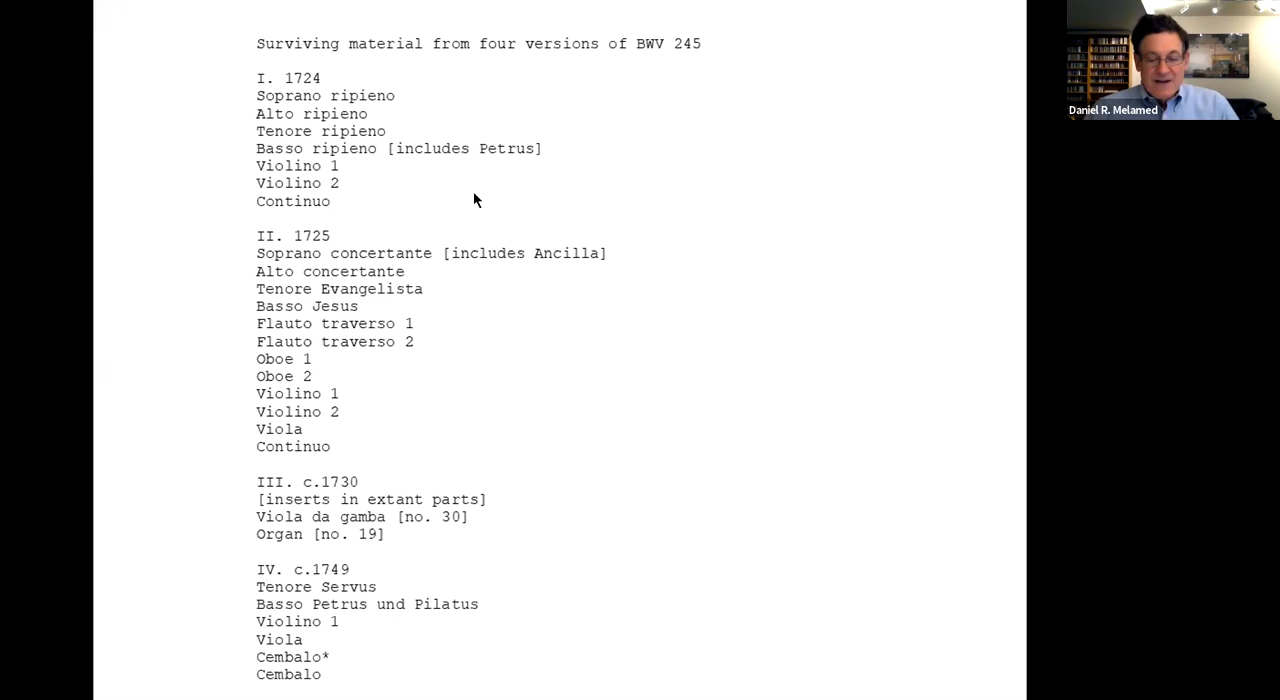 Surviving material from four versions of BWV 245
I. 1724
Soprano ripieno
Alto ripieno
Tenore ripieno
Basso ripieno [includes Petrus]
Violino 1
Violino 2
Continuo
II. 1725
Soprano concertante [includes Ancilla]
Alto concertante
Tenore Evangelista
Basso Jesus
Flauto traverso 1
Flauto traverso 2
Oboe 1
Oboe 2
Violino 1
Violino 2
Viola
Continuo
III. c.1730
[inserts in extant parts]
Viola da gamba [no. 30]
Organ [no. 19]
IV. c.1749
Tenore Servus
Basso Petrus und Pilatus
Violino 1
Viola
Cembalo*
Cembalo
Daniel R. Melamed